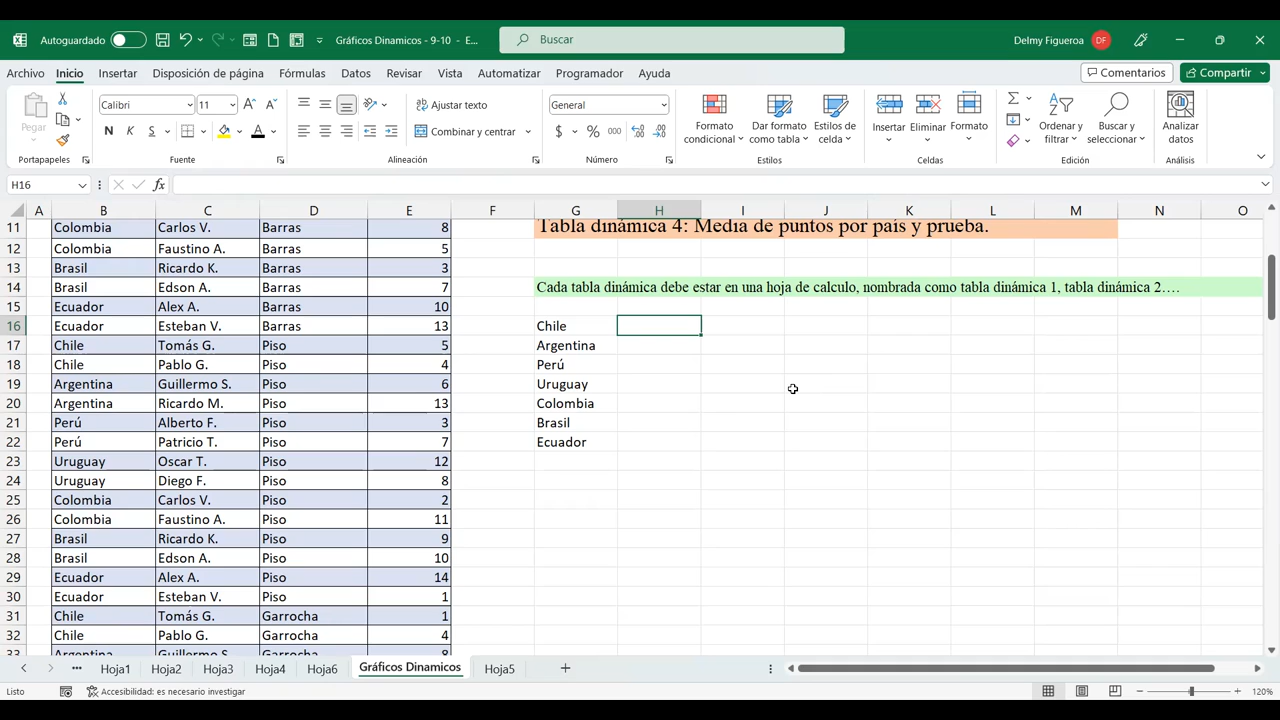 Autoguardado
Gráficos Dinamicos - 9-10 - E...
Buscar
Delmy Figueroa
DF
Archivo Inicio Insertar Disposición de página Fórmulas Datos Revisar Vista Automatizar Programador Ayuda
Comentarios
Compartir
Pegar
Portapapeles
Calibri
11
N K S
Fuente
Ajustar texto
Combinar y centrar
Alineación
General
$ % 000
Número
Formato condicional
Dar formato como tabla
Estilos de celda
Estilos
Insertar
Eliminar
Formato
Celdas
Ordenar y filtrar
Buscar y seleccionar
Edición
Analizar datos
Análisis
H16
fx
A B C D E F G H I J K L M N O
11 Colombia Carlos V. Barras 8 Tabla dinámica 4: Media de puntos por país y prueba.
12 Colombia Faustino A. Barras 5
13 Brasil Ricardo K. Barras 3
14 Brasil Edson A. Barras 7 Cada tabla dinámica debe estar en una hoja de calculo, nombrada como tabla dinámica 1, tabla dinámica 2….
15 Ecuador Alex A. Barras 10
16 Ecuador Esteban V. Barras 13 Chile
17 Chile Tomás G. Piso 5 Argentina
18 Chile Pablo G. Piso 4 Perú
19 Argentina Guillermo S. Piso 6 Uruguay
20 Argentina Ricardo M. Piso 13 Colombia
21 Perú Alberto F. Piso 3 Brasil
22 Perú Patricio T. Piso 7 Ecuador
23 Uruguay Oscar T. Piso 12
24 Uruguay Diego F. Piso 8
25 Colombia Carlos V. Piso 2
26 Colombia Faustino A. Piso 11
27 Brasil Ricardo K. Piso 9
28 Brasil Edson A. Piso 10
29 Ecuador Alex A. Piso 14
30 Ecuador Esteban V. Piso 1
31 Chile Tomás G. Garrocha 1
32 Chile Pablo G. Garrocha 4
33 Argentina Guillermo S. Garrocha 8
... Hoja1 Hoja2 Hoja3 Hoja4 Hoja6 Gráficos Dinamicos Hoja5
Listo
Accesibilidad: es necesario investigar
120%